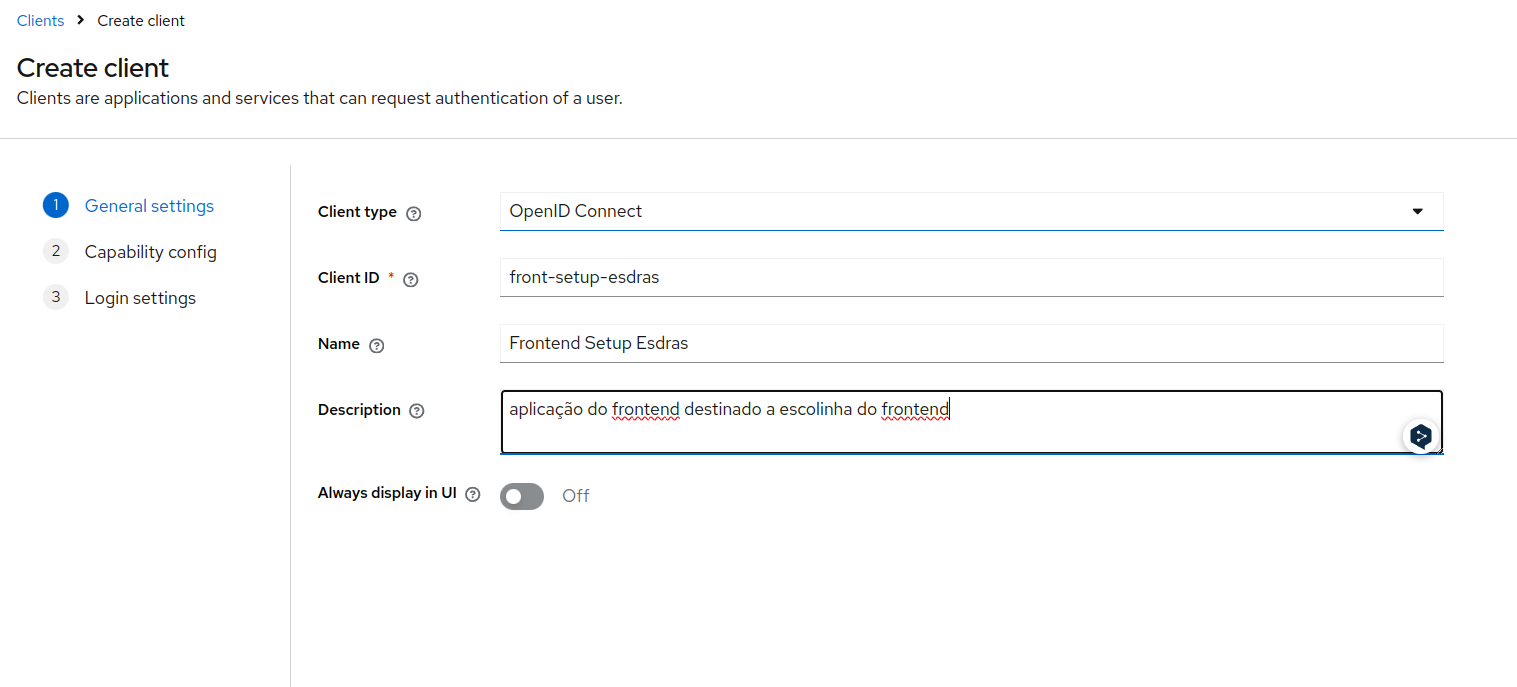 Clients > Create client
Create client
Clients are applications and services that can request authentication of a user.
1 General settings
2 Capability config
3 Login settings
Client type ? OpenID Connect
Client ID * ? front-setup-esdras
Name ? Frontend Setup Esdras
Description ? aplicação do frontend destinado a escolinha do frontend
Always display in UI ? Off